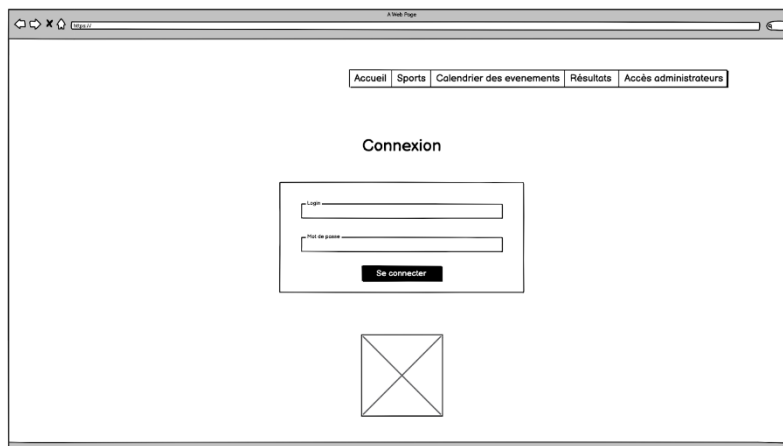 A Web Page
https://
Accueil Sports Calendrier des evenements Résultats Accès administrateurs
Connexion
Login
Mot de passe
Se connecter